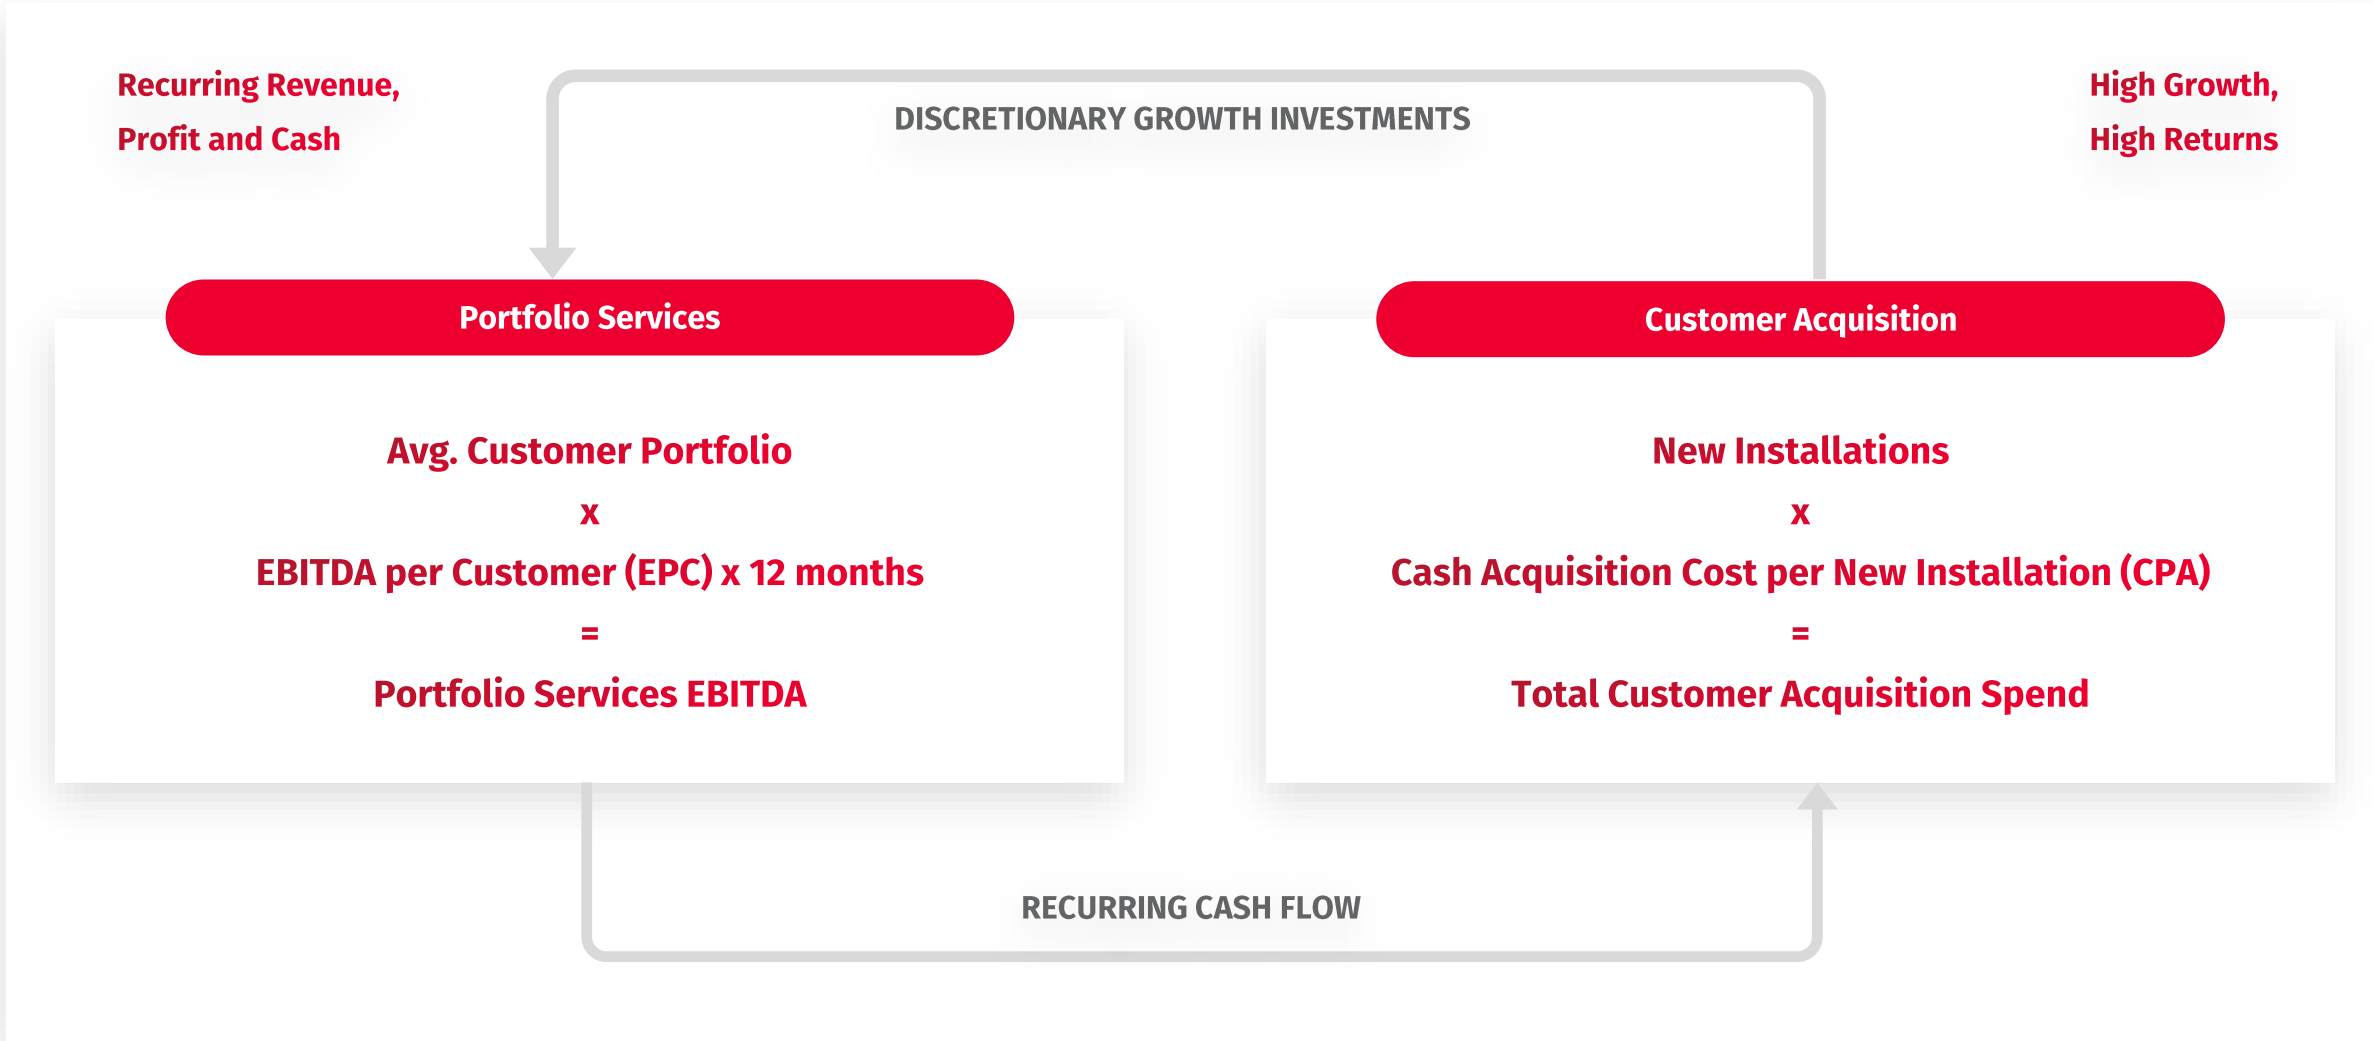 Recurring Revenue,
Profit and Cash
DISCRETIONARY GROWTH INVESTMENTS
High Growth,
High Returns
Portfolio Services
Avg. Customer Portfolio
x
EBITDA per Customer (EPC) x 12 months
=
Portfolio Services EBITDA
Customer Acquisition
New Installations
x
Cash Acquisition Cost per New Installation (CPA)
=
Total Customer Acquisition Spend
RECURRING CASH FLOW